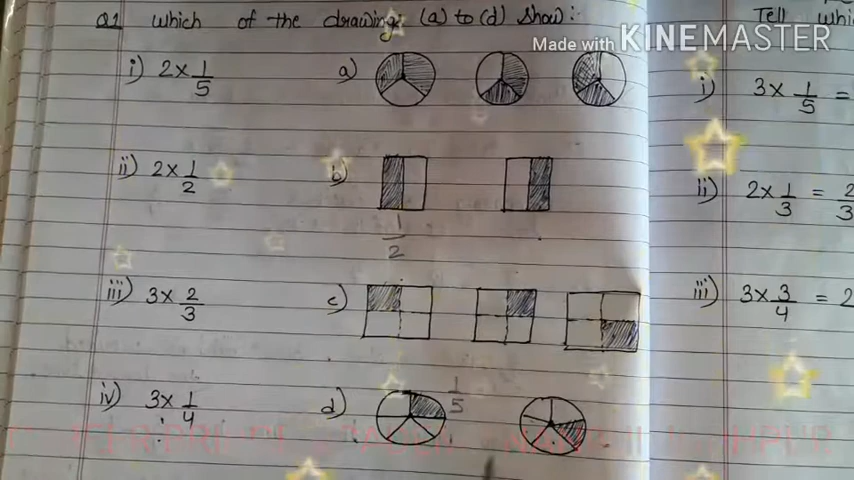 Q1 which of the drawing (a) to (d) show:
i) 2 × 1/5 a)
ii) 2 × 1/2 b)
1/2
iii) 3 × 2/3 c)
iv) 3 × 1/4 d) 1/5
Tell
i) 3 × 1/5 =
ii) 2 × 1/3 = 2/3
iii) 3 × 3/4 = 2
Made with KINEMASTER